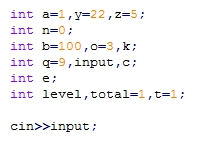 int a=1,y=22,z=5;
int n=0;
int b=100,o=3,k;
int q=9,input,c;
int e;
int level,total=1,t=1;
cin>>input;